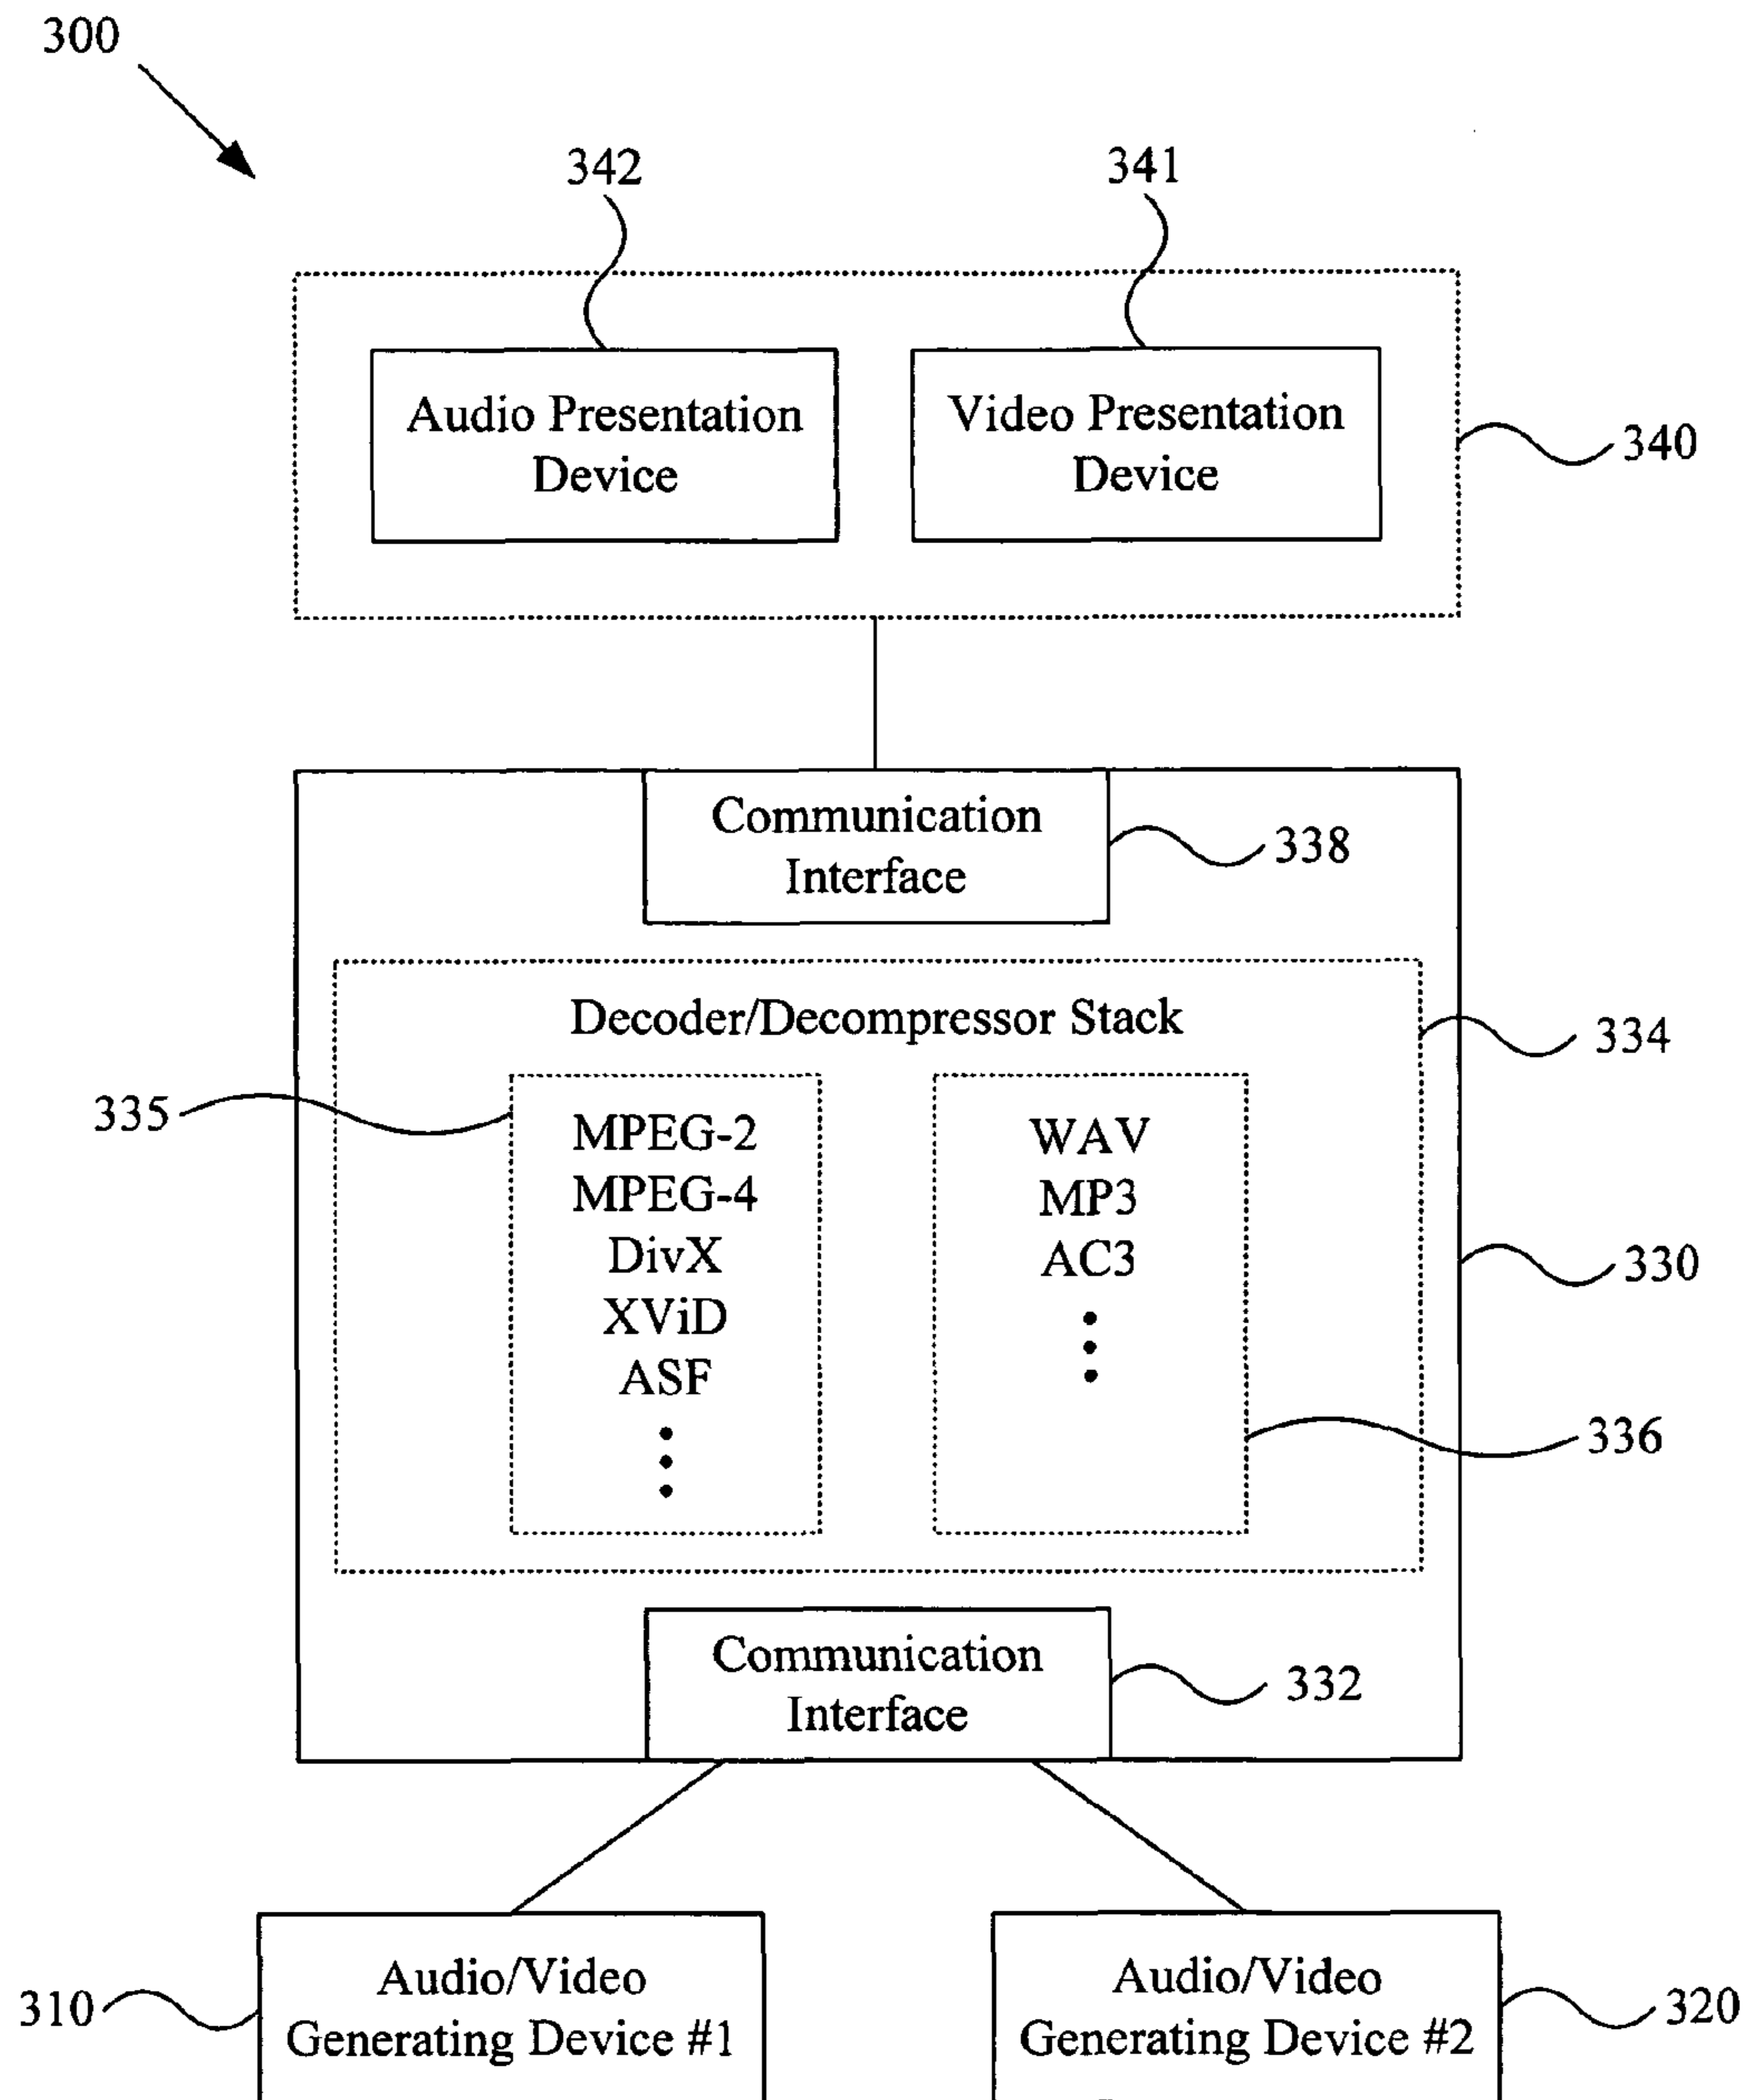 300
342
341
Audio Presentation
Device
Video Presentation
Device
340
Communication
Interface
338
Decoder/Decompressor Stack
334
335
MPEG-2
MPEG-4
DivX
XViD
ASF
WAV
MP3
AC3
330
336
Communication
Interface
332
310
Audio/Video
Generating Device #1
Audio/Video
Generating Device #2
320